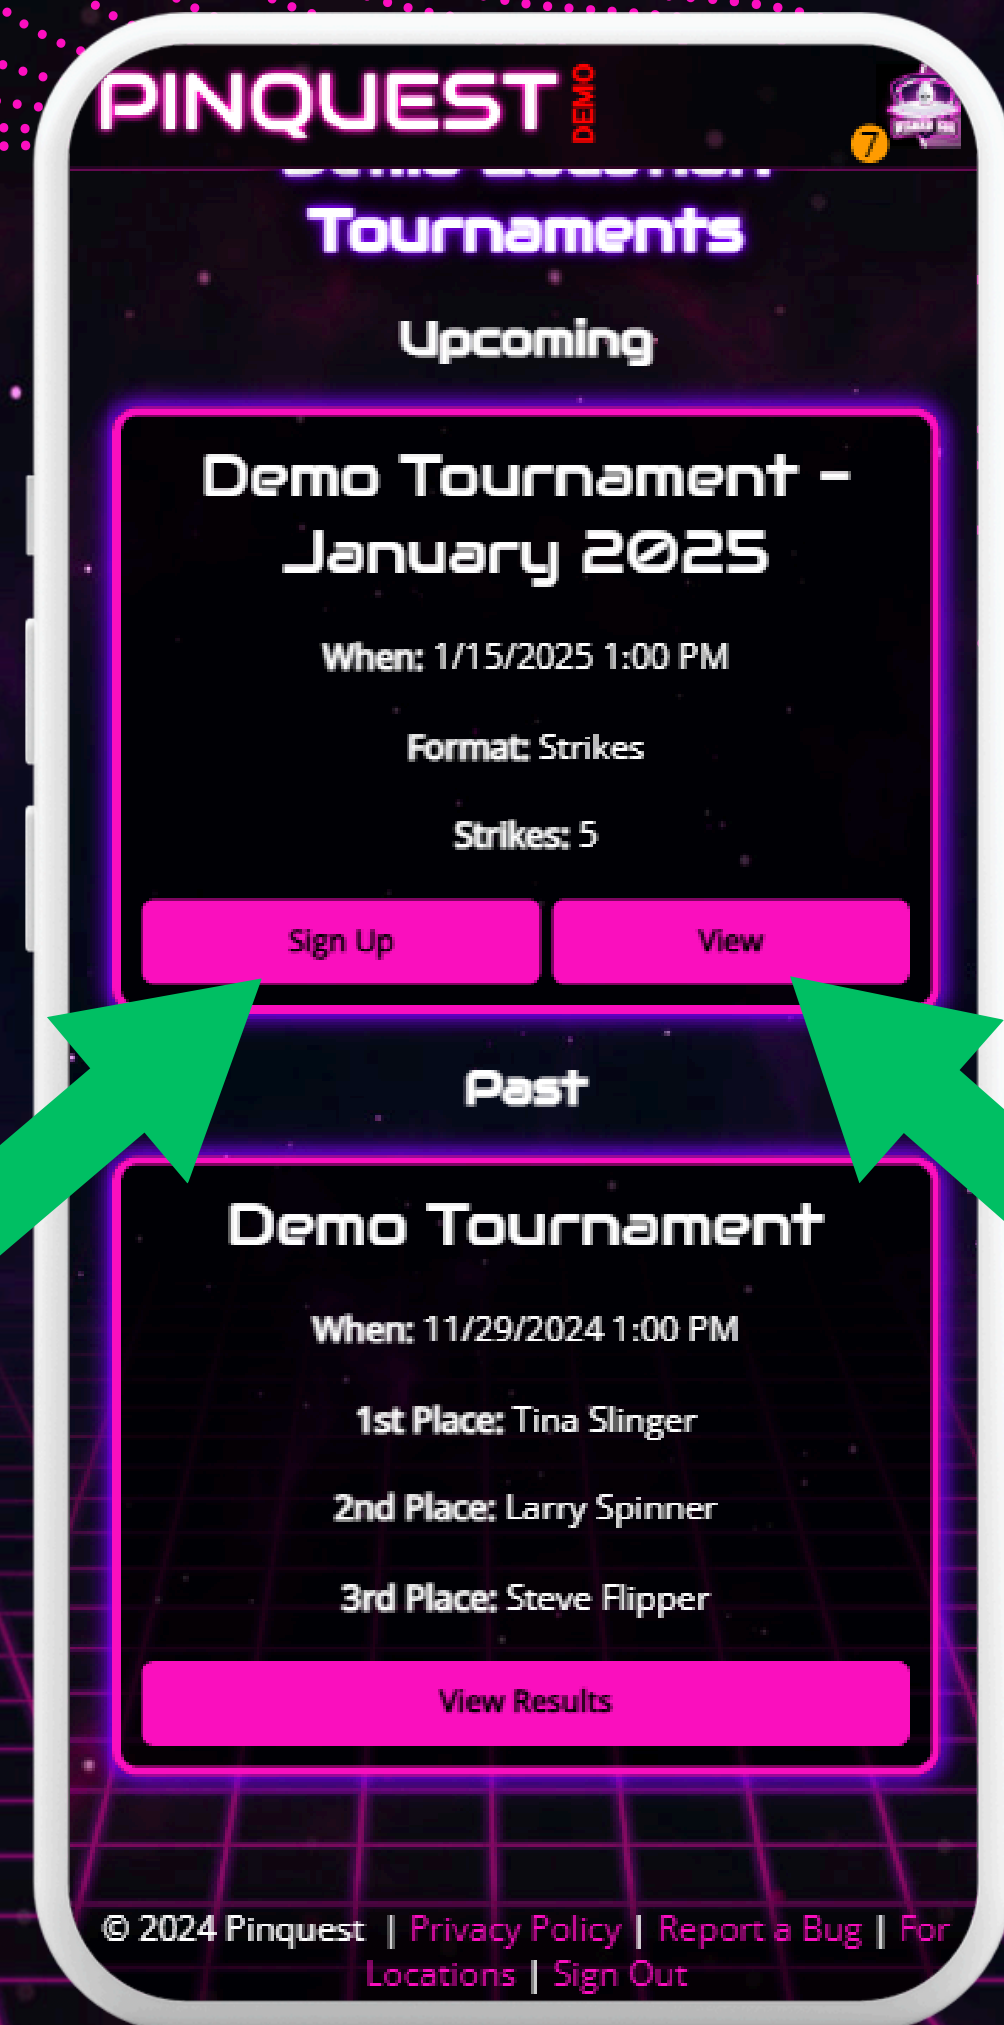 PINQUEST
DEMO
7
Tournaments
Upcoming
Demo Tournament -
January 2025
When: 1/15/2025 1:00 PM
Format: Strikes
Strikes: 5
Sign Up
View
Past
Demo Tournament
When: 11/29/2024 1:00 PM
1st Place: Tina Slinger
2nd Place: Larry Spinner
3rd Place: Steve Flipper
View Results
© 2024 Pinquest | Privacy Policy | Report a Bug | For
Locations | Sign Out